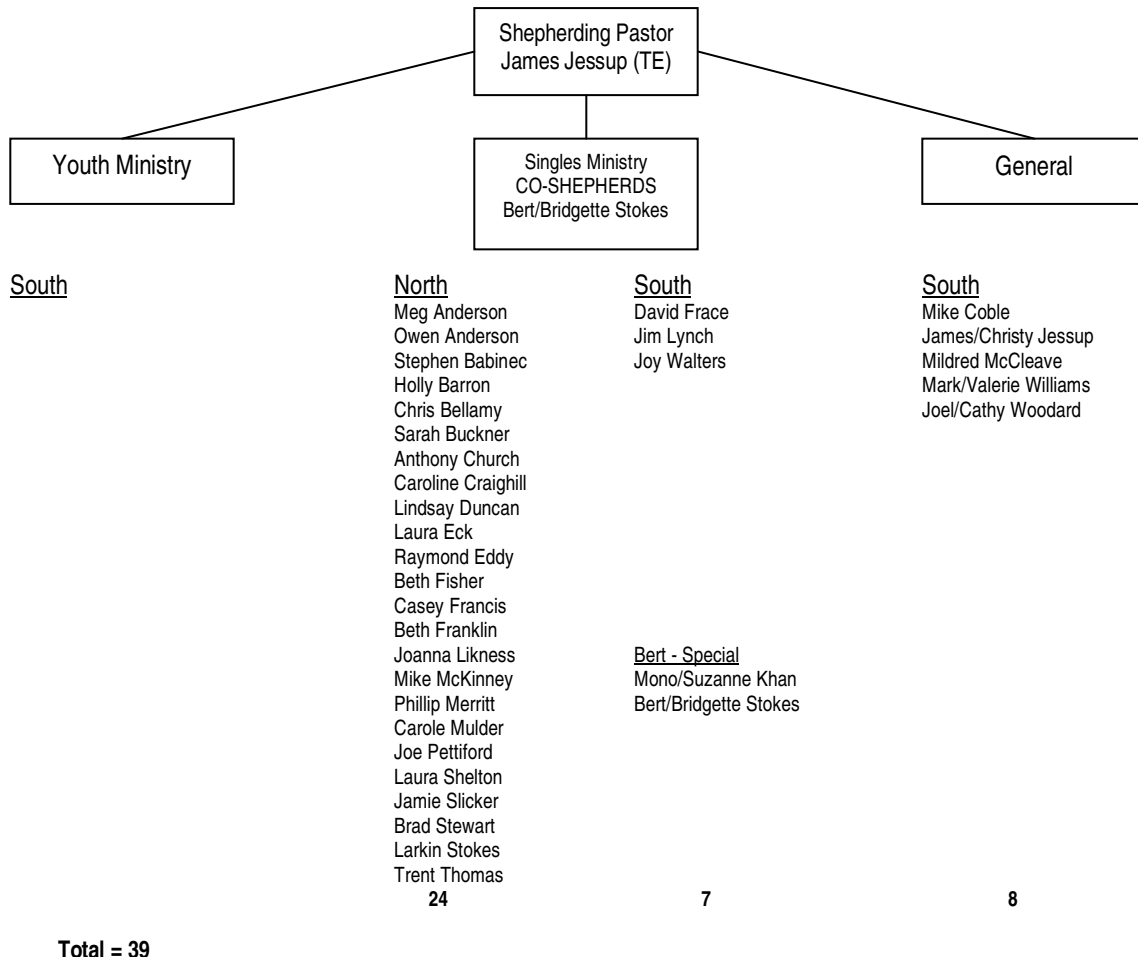 Shepherding Pastor
James Jessup (TE)
Youth Ministry
Singles Ministry
CO-SHEPHERDS
Bert/Bridgette Stokes
General
South
North
Meg Anderson
Owen Anderson
Stephen Babinec
Holly Barron
Chris Bellamy
Sarah Buckner
Anthony Church
Caroline Craighill
Lindsay Duncan
Laura Eck
Raymond Eddy
Beth Fisher
Casey Francis
Beth Franklin
Joanna Likness
Mike McKinney
Phillip Merritt
Carole Mulder
Joe Pettiford
Laura Shelton
Jamie Slicker
Brad Stewart
Larkin Stokes
Trent Thomas
24
South
David Frace
Jim Lynch
Joy Walters
Bert - Special
Mono/Suzanne Khan
Bert/Bridgette Stokes
7
South
Mike Coble
James/Christy Jessup
Mildred McCleave
Mark/Valerie Williams
Joel/Cathy Woodard
8
Total = 39